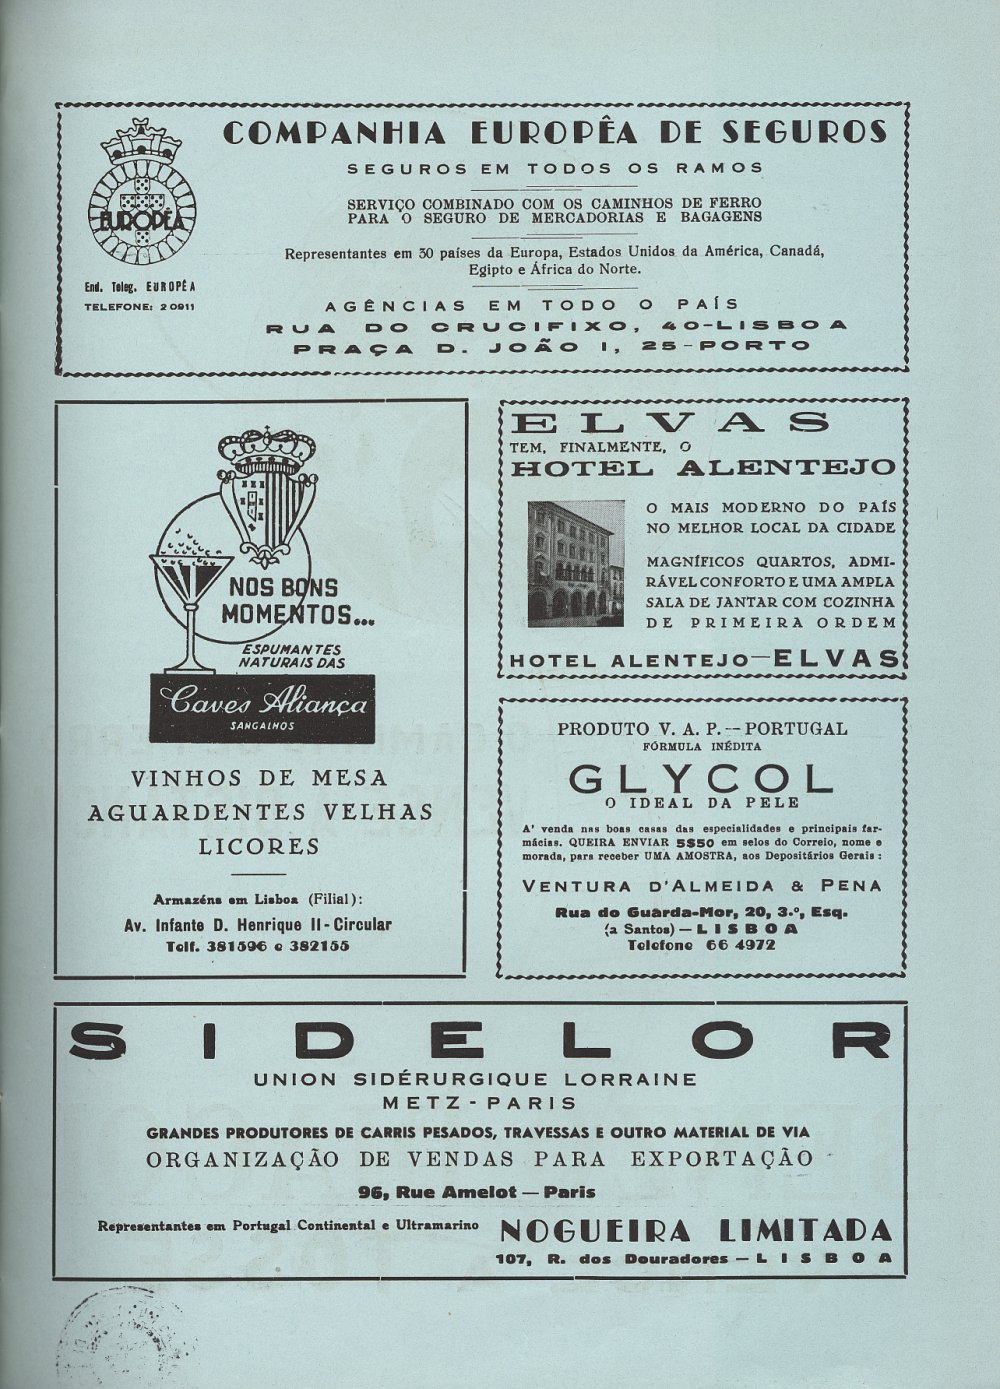 COMPANHIA EUROPÊA DE SEGUROS
SEGUROS EM TODOS OS RAMOS
SERVIÇO COMBINADO COM OS CAMINHOS DE FERRO
PARA O SEGURO DE MERCADORIAS E BAGAGENS
Representantes em 30 países da Europa, Estados Unidos da América, Canadá,
Egipto e África do Norte.
AGÊNCIAS EM TODO O PAÍS
RUA DO CRUCIFIXO, 40-LISBOA
PRAÇA D. JOÃO I, 25-PORTO
EUROPÊA
End. Teleg. EUROPÊA
TELEFONE: 20911
NOS BONS
MOMENTOS...
ESPUMANTES
NATURAIS DAS
Caves Aliança
SANGALHOS
VINHOS DE MESA
AGUARDENTES VELHAS
LICORES
Armazéns em Lisboa (Filial):
Av. Infante D. Henrique II-Circular
Telf. 381596 e 382155
ELVAS
TEM, FINALMENTE, O
HOTEL ALENTEJO
O MAIS MODERNO DO PAÍS
NO MELHOR LOCAL DA CIDADE
MAGNÍFICOS QUARTOS, ADMI-
RÁVEL CONFORTO E UMA AMPLA
SALA DE JANTAR COM COZINHA
DE PRIMEIRA ORDEM
HOTEL ALENTEJO—ELVAS
PRODUTO V. A. P.—PORTUGAL
FÓRMULA INÉDITA
GLYCOL
O IDEAL DA PELE
A' venda nas boas casas das especialidades e principais far-
mácias. QUEIRA ENVIAR 5$50 em selos do Correio, nome e
morada, para receber UMA AMOSTRA, aos Depositários Gerais:
VENTURA D'ALMEIDA & PENA
Rua do Guarda-Mor, 20, 3.º, Esq.
(a Santos) — LISBOA
Telefone 66 4972
SIDELOR
UNION SIDÉRURGIQUE LORRAINE
METZ-PARIS
GRANDES PRODUTORES DE CARRIS PESADOS, TRAVESSAS E OUTRO MATERIAL DE VIA
ORGANIZAÇÃO DE VENDAS PARA EXPORTAÇÃO
96, Rue Amelot — Paris
Representantes em Portugal Continental e Ultramarino NOGUEIRA LIMITADA
107, R. dos Douradores — LISBOA